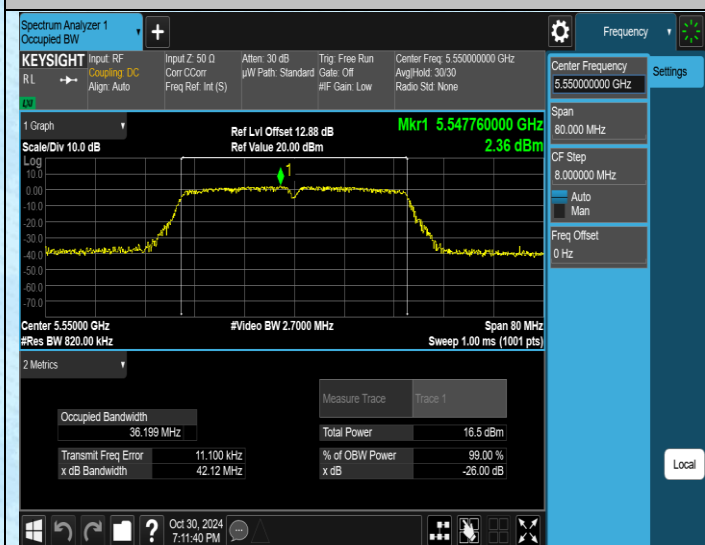 Spectrum Analyzer 1
Occupied BW
+
Frequency
KEYSIGHT
RL
LW
Input: RF
Coupling: DC
Align: Auto
Input Z: 50 Ω
Corr CCorr
Freq Ref: Int (S)
Atten: 30 dB
µW Path: Standard
Trig: Free Run
Gate: Off
#IF Gain: Low
Center Freq: 5.550000000 GHz
Avg|Hold: 30/30
Radio Std: None
Center Frequency
5.550000000 GHz
Settings
Span
80.000 MHz
CF Step
8.000000 MHz
Auto
Man
Freq Offset
0 Hz
1 Graph
Scale/Div 10.0 dB
Ref Lvl Offset 12.88 dB
Ref Value 20.00 dBm
Mkr1 5.547760000 GHz
2.36 dBm
Log
10.0
0.00
-10.0
-20.0
-30.0
-40.0
-50.0
-60.0
-70.0
1
Center 5.55000 GHz
#Res BW 820.00 kHz
#Video BW 2.7000 MHz
Span 80 MHz
Sweep 1.00 ms (1001 pts)
2 Metrics
Measure Trace Trace 1
Occupied Bandwidth
36.199 MHz
Total Power 16.5 dBm
Transmit Freq Error 11.100 kHz
% of OBW Power 99.00 %
x dB Bandwidth 42.12 MHz
x dB -26.00 dB
Local
?
Oct 30, 2024
7:11:40 PM